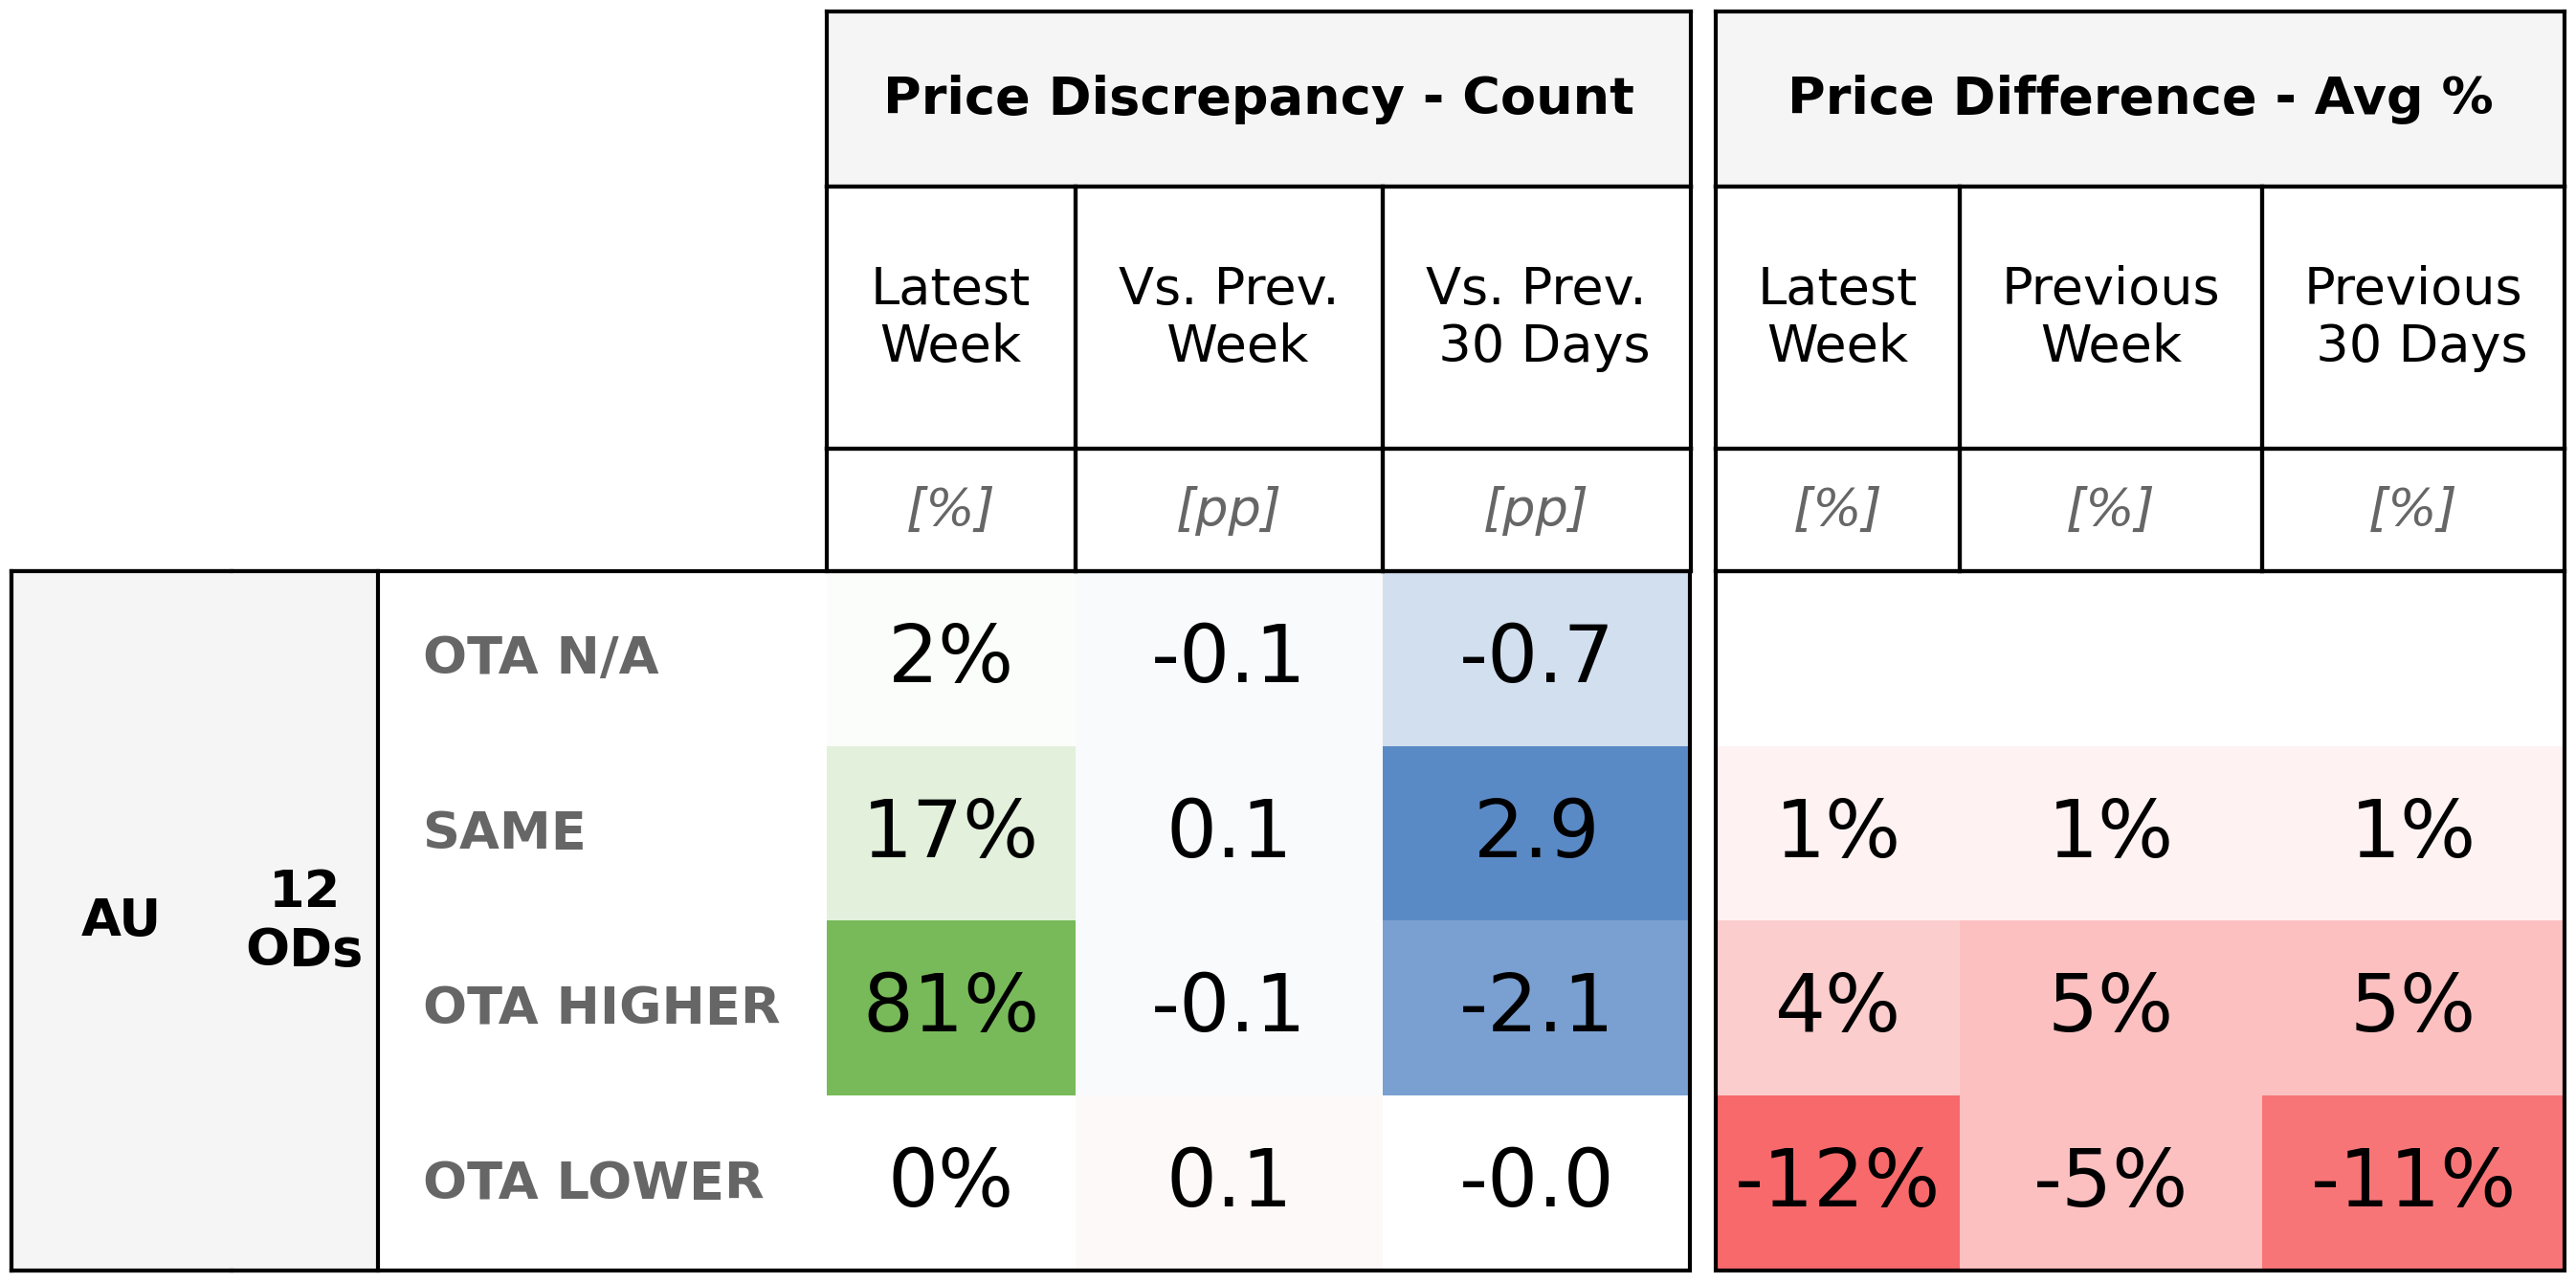 Price Discrepancy - Count Price Difference - Avg %
Latest Week Vs. Prev. Week Vs. Prev. 30 Days Latest Week Previous Week Previous 30 Days
[%] [pp] [pp] [%] [%] [%]
AU 12 ODs
OTA N/A 2% -0.1 -0.7
SAME 17% 0.1 2.9 1% 1% 1%
OTA HIGHER 81% -0.1 -2.1 4% 5% 5%
OTA LOWER 0% 0.1 -0.0 -12% -5% -11%